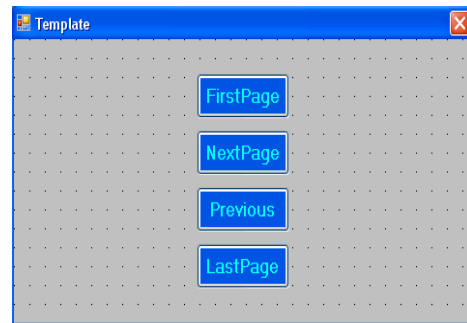 Template
FirstPage
NextPage
Previous
LastPage